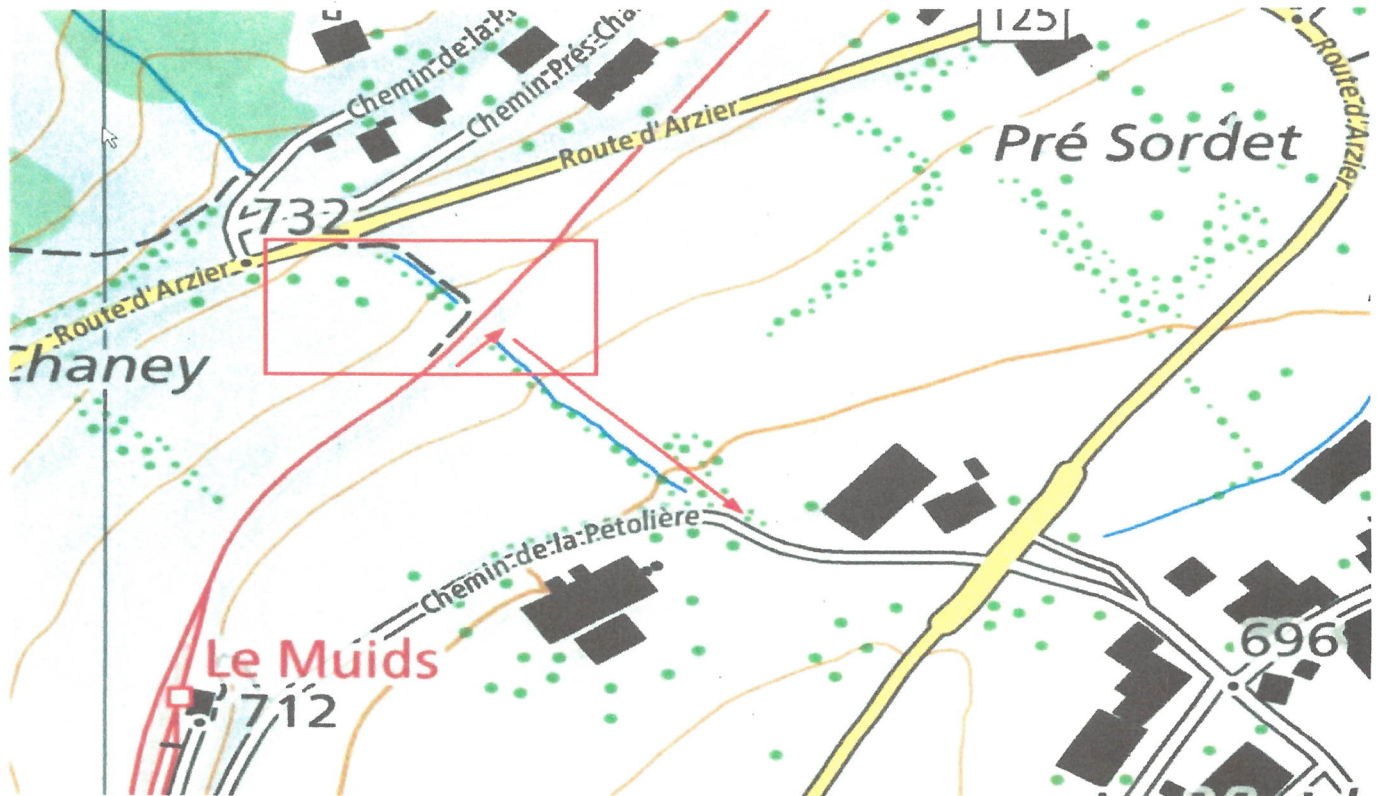 125
Chemin de la P
Chemin Prés-Cha
Route d'Arzier
Route d'Arzier
Pré Sordet
732
Route d'Arzier
Chaney
Chemin de la Pétolière
Le Muids
712
696